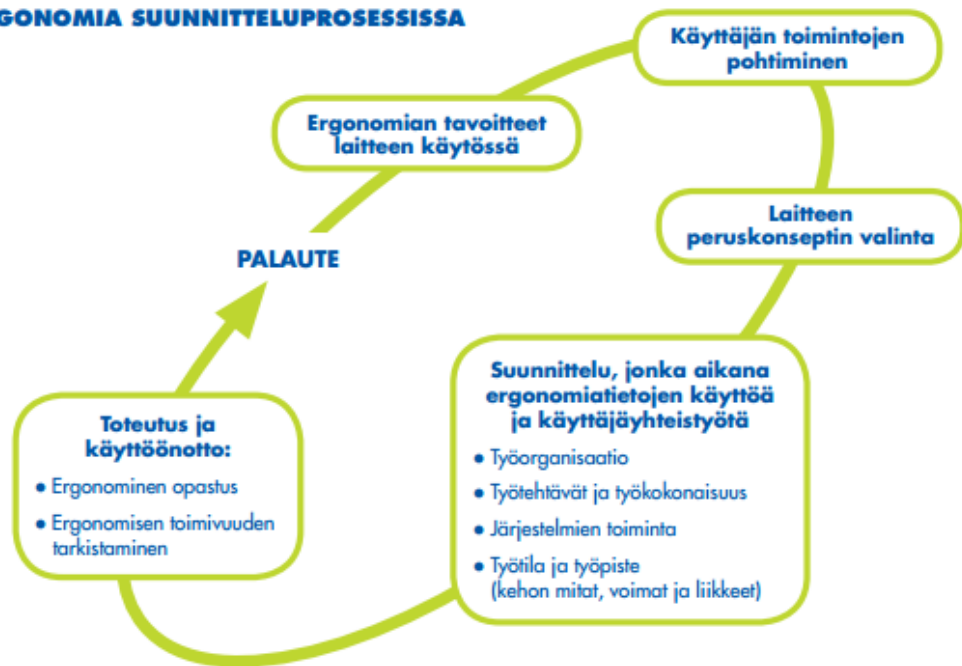 GONOMIA SUUNNITTELUPROSESSISSA
Käyttäjän toimintojen
pohtiminen
Ergonomian tavoitteet
laitteen käytössä
Laitteen
peruskonseptin valinta
PALAUTE
Suunnittelu, jonka aikana
ergonomiatietojen käyttöä
ja käyttäjäyhteistyötä
• Työorganisaatio
• Työtehtävät ja työkokonaisuus
• Järjestelmien toiminta
• Työtila ja työpiste
(kehon mitat, voimat ja liikkeet)
Toteutus ja
käyttöönotto:
• Ergonominen opastus
• Ergonomisen toimivuuden
tarkistaminen